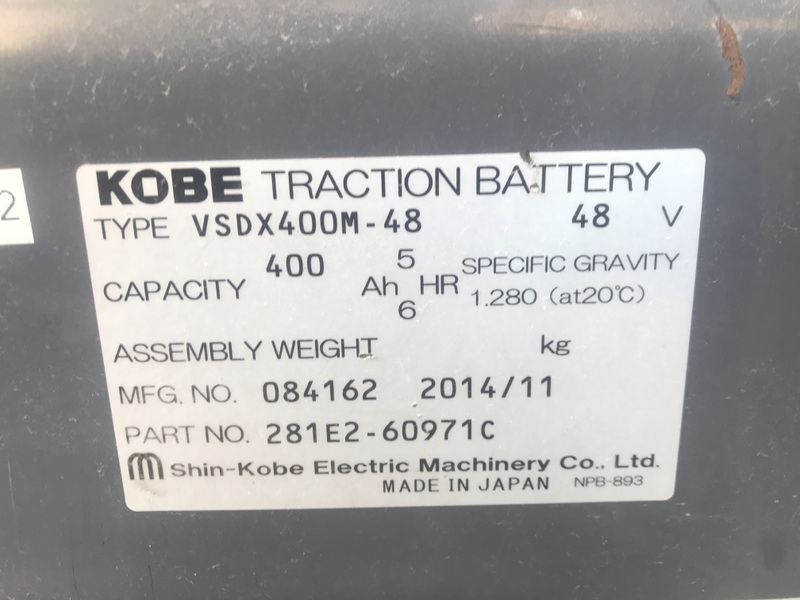 2
KOBE TRACTION BATTERY
TYPE VSDX400M-48 48 V
CAPACITY 400 Ah 5 HR 6
SPECIFIC GRAVITY
1.280 (at20℃)
ASSEMBLY WEIGHT kg
MFG. NO. 084162 2014/11
PART NO. 281E2-60971C
Shin-Kobe Electric Machinery Co., Ltd.
MADE IN JAPAN NPB-893